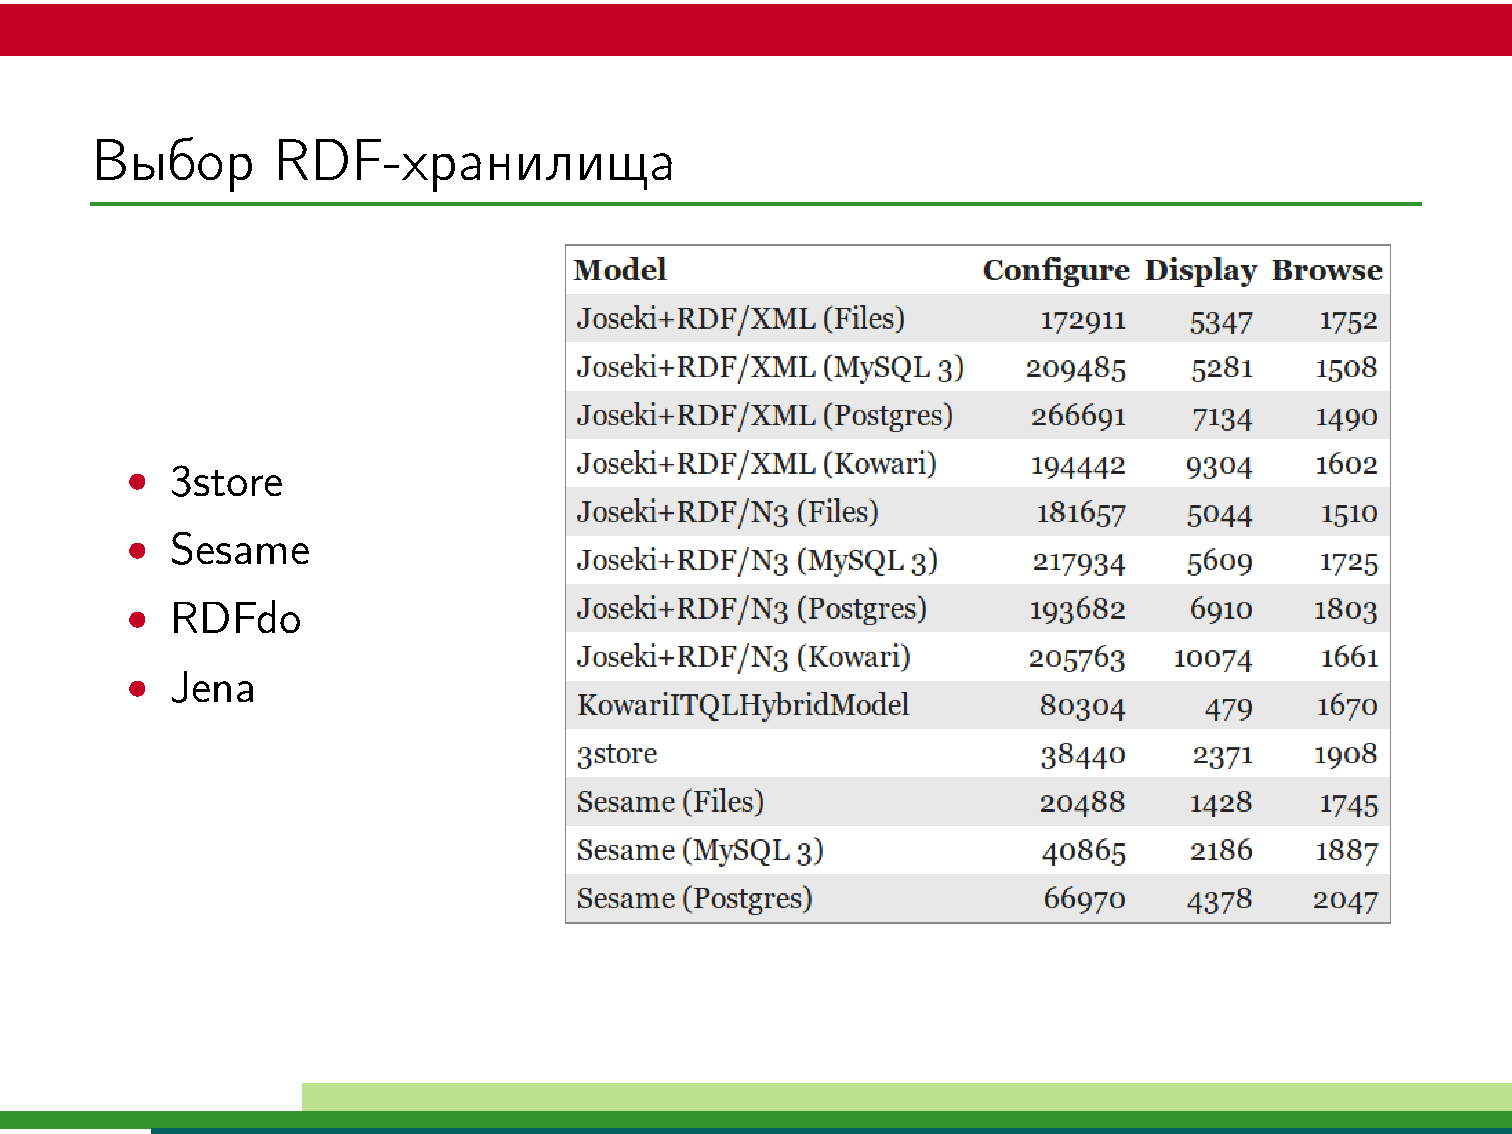 Выбор RDF-хранилища
• 3store
• Sesame
• RDFdo
• Jena
Model Configure Display Browse
Joseki+RDF/XML (Files) 172911 5347 1752
Joseki+RDF/XML (MySQL 3) 209485 5281 1508
Joseki+RDF/XML (Postgres) 266691 7134 1490
Joseki+RDF/XML (Kowari) 194442 9304 1602
Joseki+RDF/N3 (Files) 181657 5044 1510
Joseki+RDF/N3 (MySQL 3) 217934 5609 1725
Joseki+RDF/N3 (Postgres) 193682 6910 1803
Joseki+RDF/N3 (Kowari) 205763 10074 1661
KowariITQLHybridModel 80304 479 1670
3store 38440 2371 1908
Sesame (Files) 20488 1428 1745
Sesame (MySQL 3) 40865 2186 1887
Sesame (Postgres) 66970 4378 2047